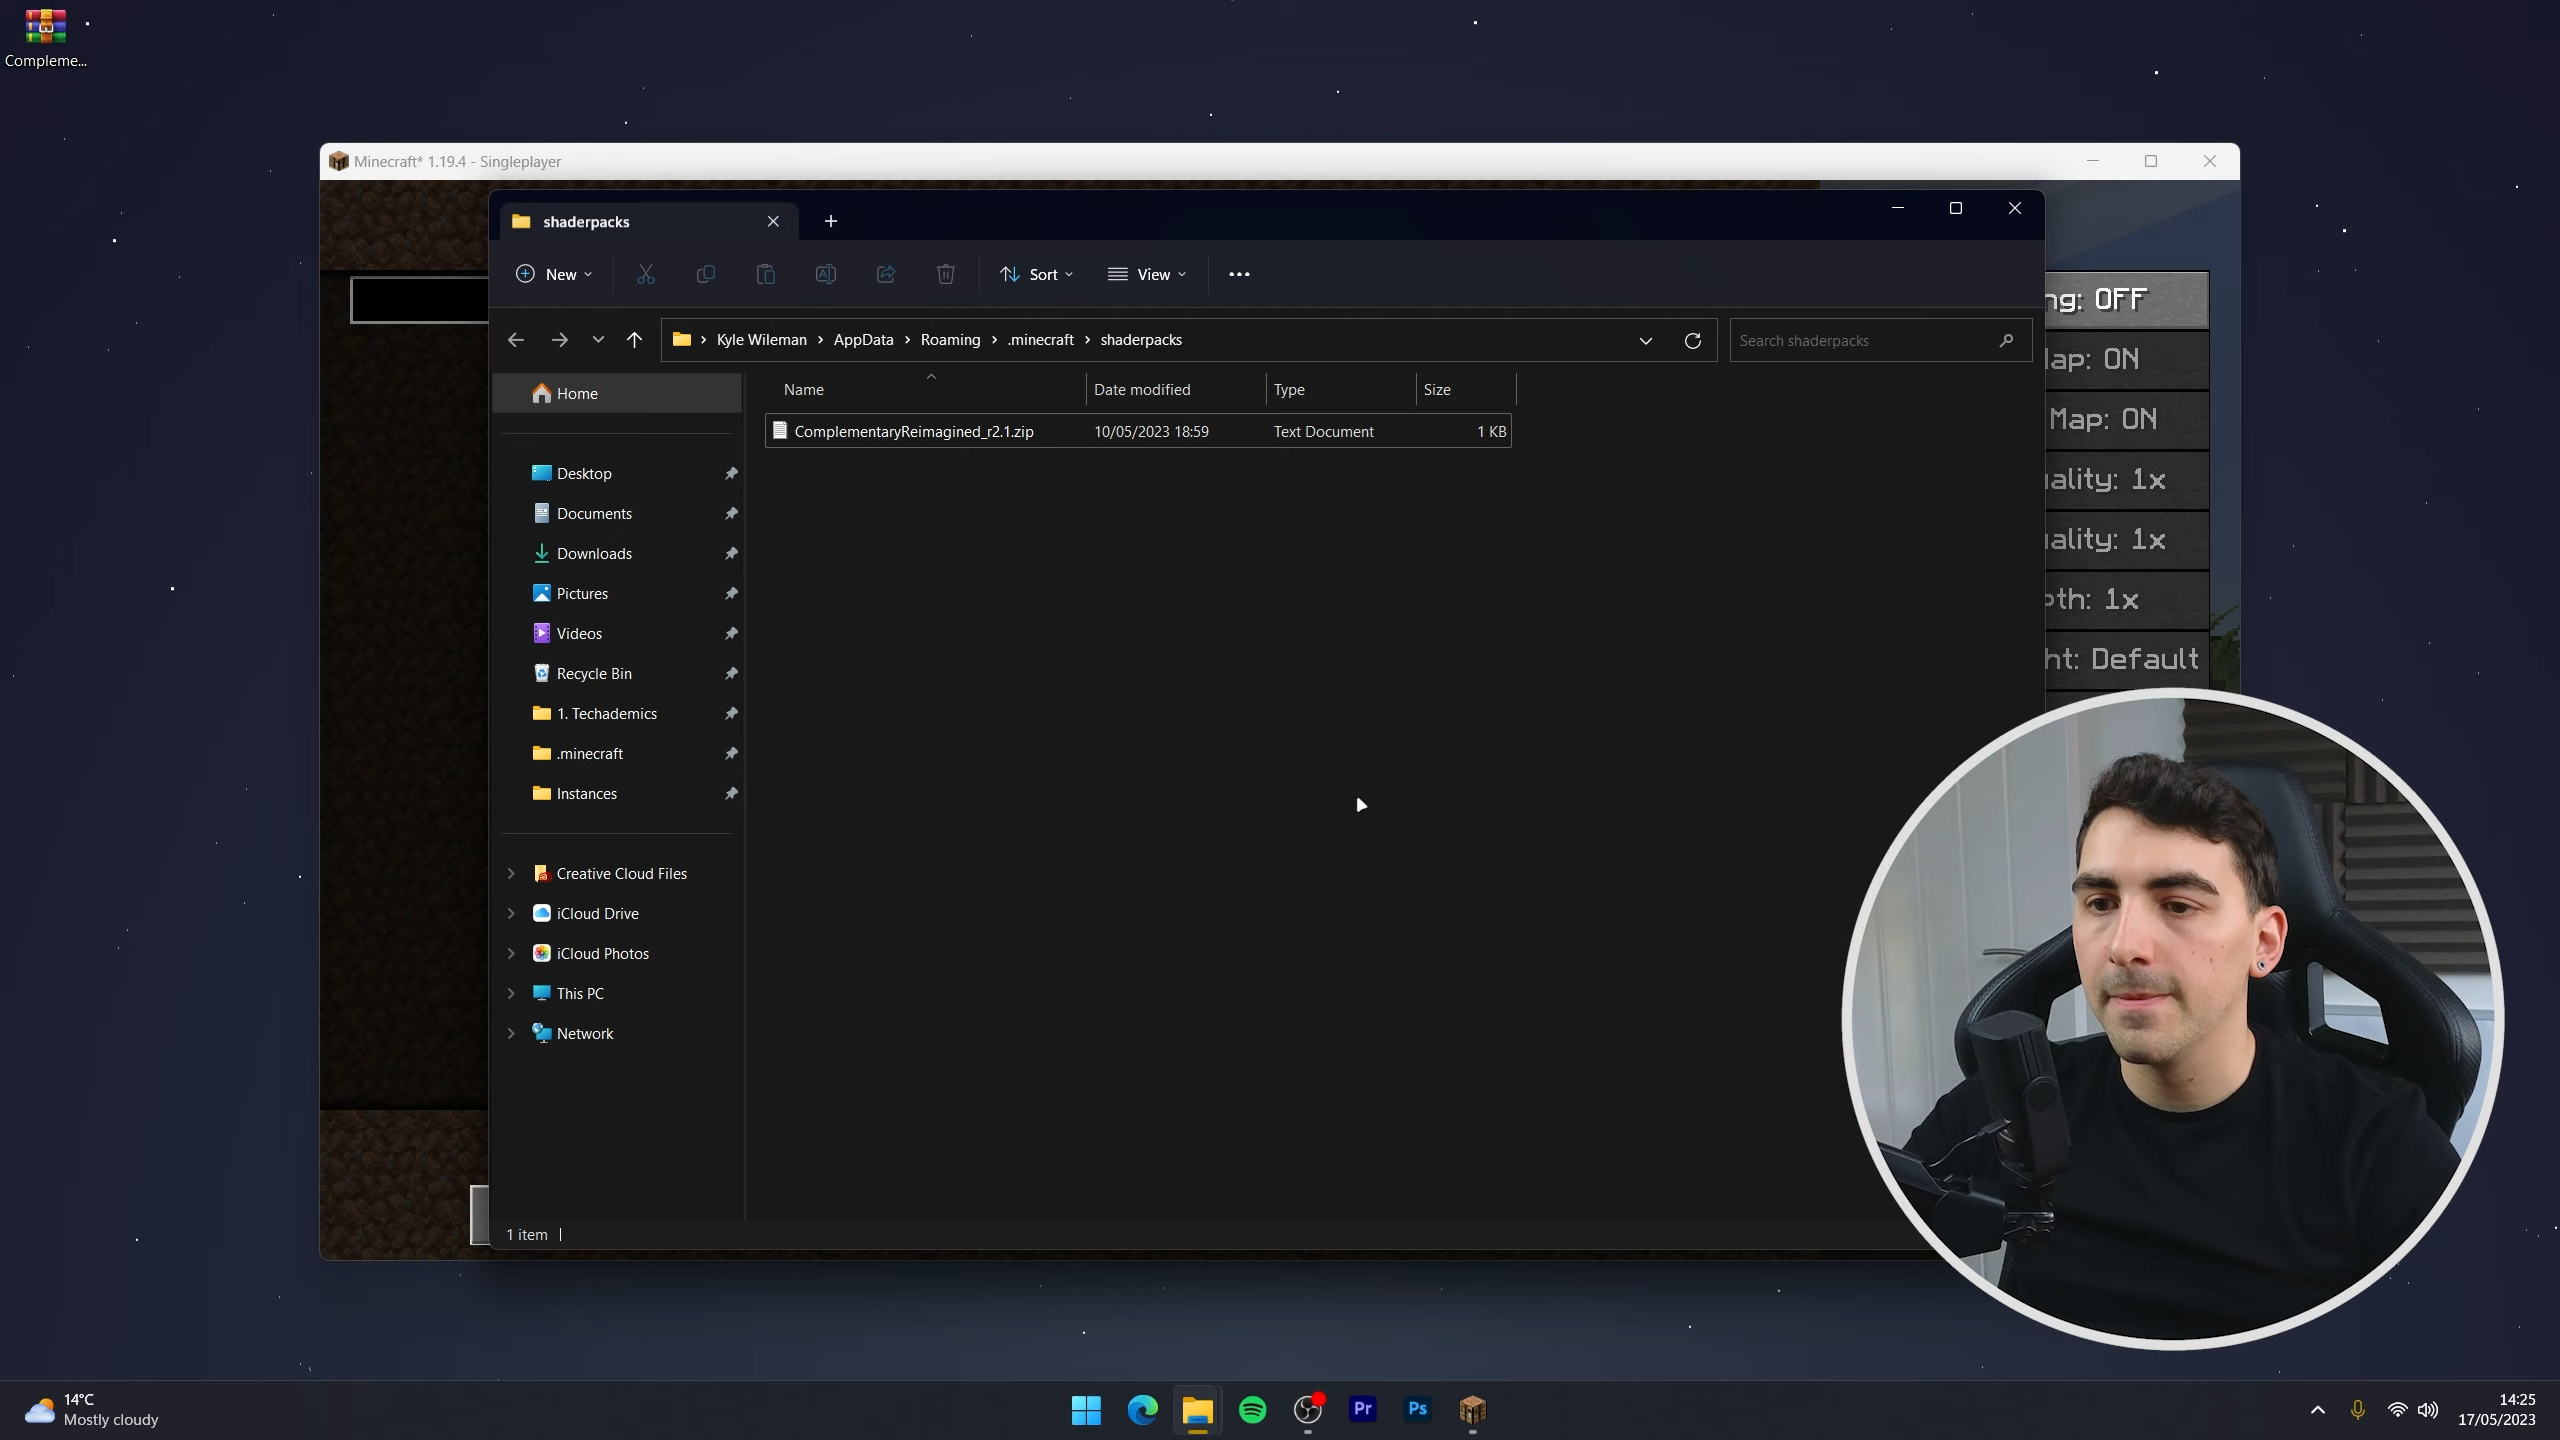 Compleme...
Minecraft* 1.19.4 - Singleplayer
shaderpacks
New
Sort
View
Kyle Wileman > AppData > Roaming > .minecraft > shaderpacks
Search shaderpacks
Name
Date modified
Type
Size
ComplementaryReimagined_r2.1.zip
10/05/2023 18:59
Text Document
1 KB
Home
Desktop
Documents
Downloads
Pictures
Videos
Recycle Bin
1. Techademics
.minecraft
Instances
Creative Cloud Files
iCloud Drive
iCloud Photos
This PC
Network
1 item
ng: OFF
ap: ON
Map: ON
ality: 1x
ality: 1x
pth: 1x
ht: Default
14°C
Mostly cloudy
Pr
Ps
14:25
17/05/2023